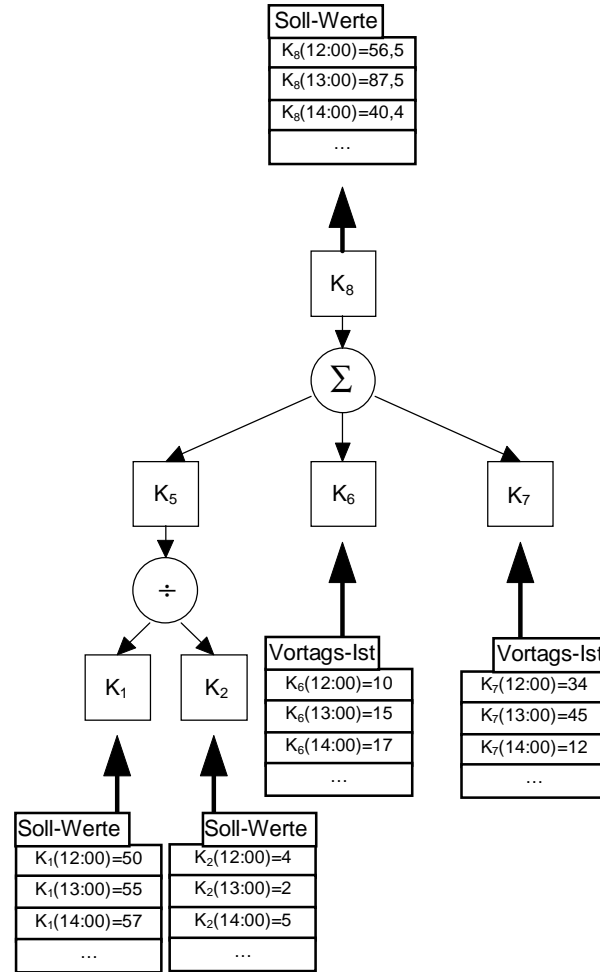 Soll-Werte
K₈(12:00)=56,5
K₈(13:00)=87,5
K₈(14:00)=40,4
...
K₈
Σ
K₅
K₆
K₇
÷
K₁
K₂
Vortags-Ist
K₆(12:00)=10
K₆(13:00)=15
K₆(14:00)=17
...
Vortags-Ist
K₇(12:00)=34
K₇(13:00)=45
K₇(14:00)=12
...
Soll-Werte
K₁(12:00)=50
K₁(13:00)=55
K₁(14:00)=57
...
Soll-Werte
K₂(12:00)=4
K₂(13:00)=2
K₂(14:00)=5
...